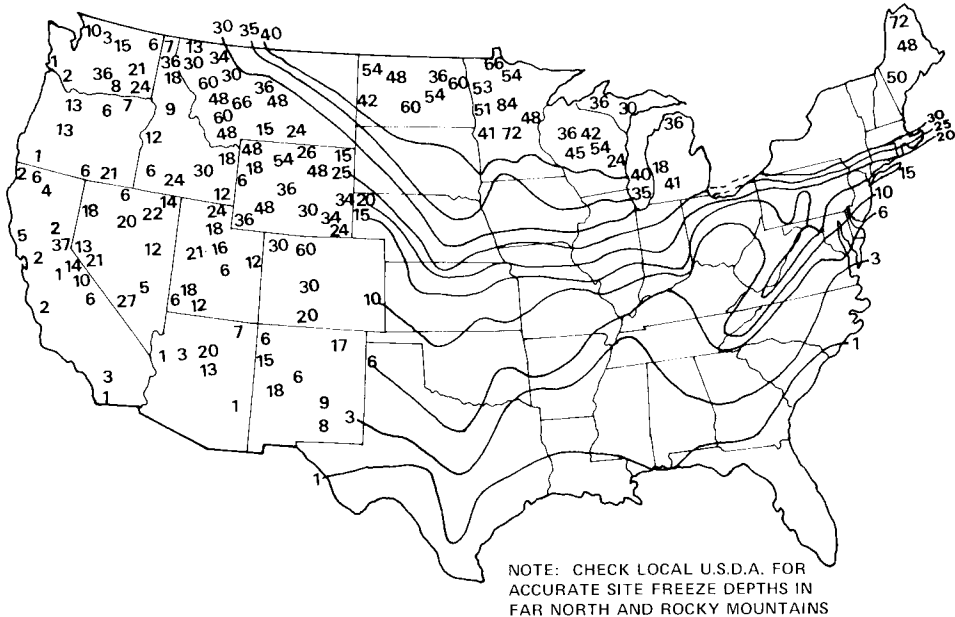 30 35 40
72
10 3 15 6 7 13
48
1 36 30 34
66
2 36 21 18 60 30 54 48 36 60 53 54 50
8 24 36
13 6 7 9 48 66 48 42 60 54 51 84 48 36 30
60 36
13 12 48 15 24 41 72 36 42 30
1 18 48 54 26 15 45 54 24 25
2 6 6 21 6 24 30 6 18 48 25 40 18 20
4 6 14 12 36 34 20 35 41 15
18 20 22 24 36 48 30 34 15 10
5 2 18 24 6
37 13 12 21 16 30 60
2 14 21 6 12 3
1 10 5 18 30
2 6 27 6 12 20 10
7 6 17 1
1 3 20 15 6
3 13 6
1 18
1 9 3
8
1
NOTE: CHECK LOCAL U.S.D.A. FOR
ACCURATE SITE FREEZE DEPTHS IN
FAR NORTH AND ROCKY MOUNTAINS